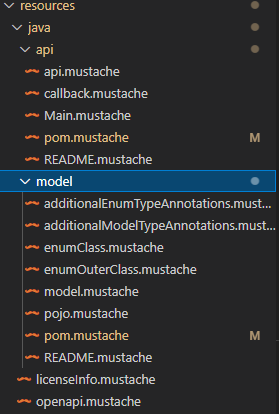 resources
java
api
api.mustache
callback.mustache
Main.mustache
pom.mustache M
README.mustache
model
additionalEnumTypeAnnotations.must...
additionalModelTypeAnnotations.must...
enumClass.mustache
enumOuterClass.mustache
model.mustache
pojo.mustache
pom.mustache M
README.mustache
licenseInfo.mustache
openapi.mustache